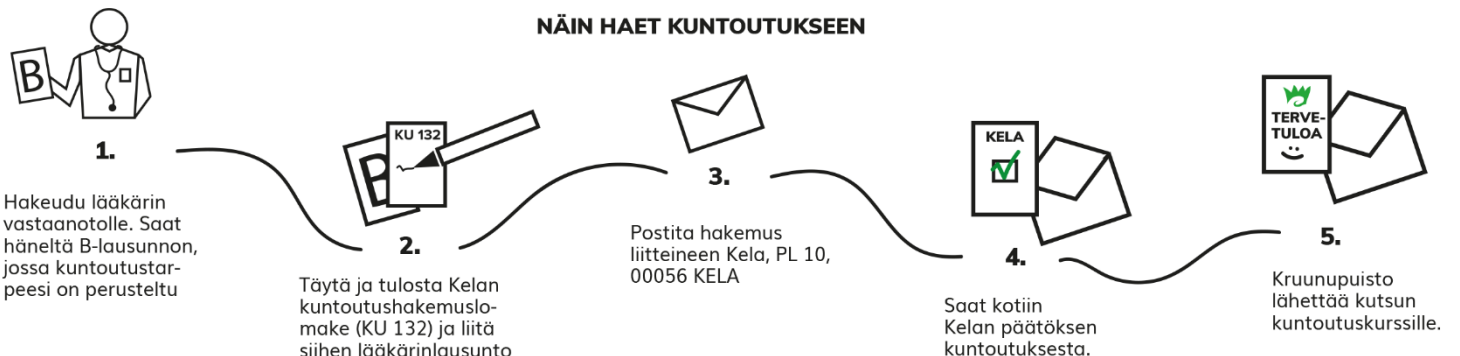 NÄIN HAET KUNTOUTUKSEEN
B
1.
Hakeudu lääkärin
vastaanotolle. Saat
häneltä B-lausunnon,
jossa kuntoutustar-
peesi on perusteltu
B
KU 132
2.
Täytä ja tulosta Kelan
kuntoutushakemuslo-
make (KU 132) ja liitä
siihen lääkärinlausunto
3.
Postita hakemus
liitteineen Kela, PL 10,
00056 KELA
KELA
4.
Saat kotiin
Kelan päätöksen
kuntoutuksesta.
TERVE-
TULOA
5.
Kruunupuisto
lähettää kutsun
kuntoutuskurssille.